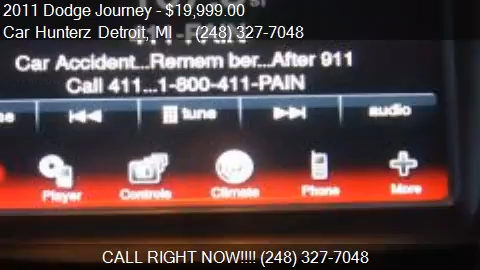 2011 Dodge Journey - $19,999.00
Car Hunterz Detroit, MI (248) 327-7048
411-PAIN
Car Accident...Remem ber...After 911
Call 411...1-800-411-PAIN
tune audio
Player Controls Climate Phone More
CALL RIGHT NOW!!!! (248) 327-7048